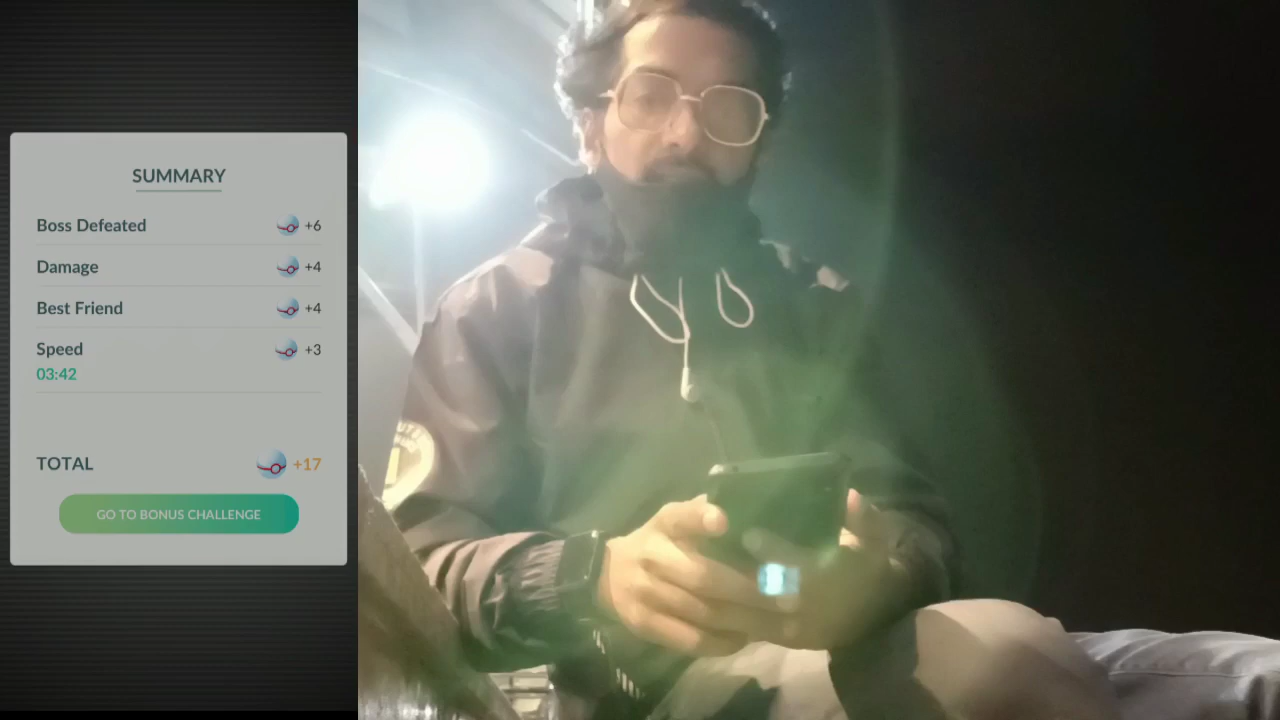 SUMMARY
Boss Defeated +6
Damage +4
Best Friend +4
Speed +3
03:42
TOTAL +17
GO TO BONUS CHALLENGE